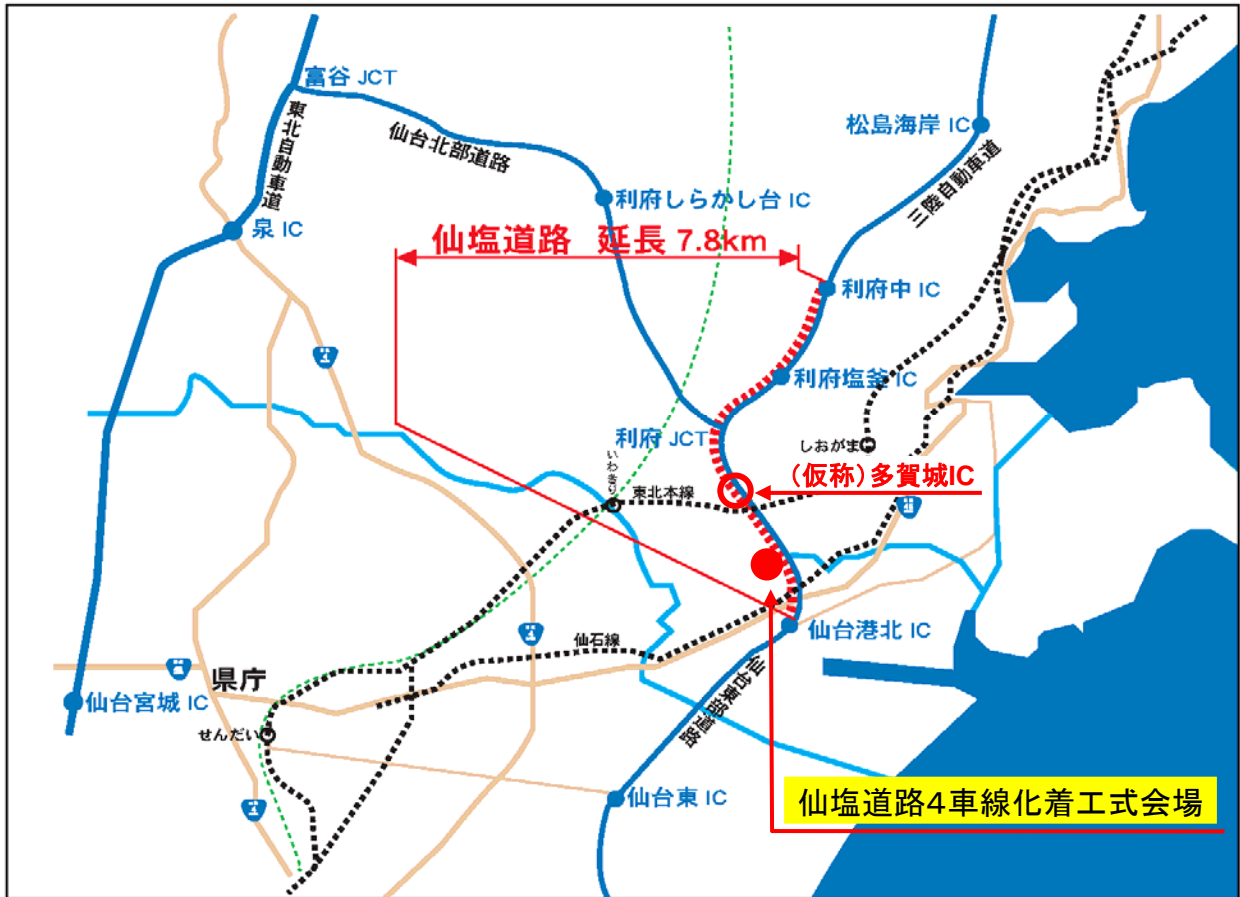 富谷 JCT
東北自動車道
仙台北部道路
松島海岸 IC
三陸自動車道
利府しらかし台 IC
泉 IC
仙塩道路 延長 7.8km
利府中 IC
利府塩釜 IC
利府 JCT
しおがま
いわきり
東北本線
(仮称)多賀城IC
仙石線
仙台港北 IC
県庁
仙台宮城 IC
せんだい
仙台東部道路
仙台東 IC
仙塩道路4車線化着工式会場